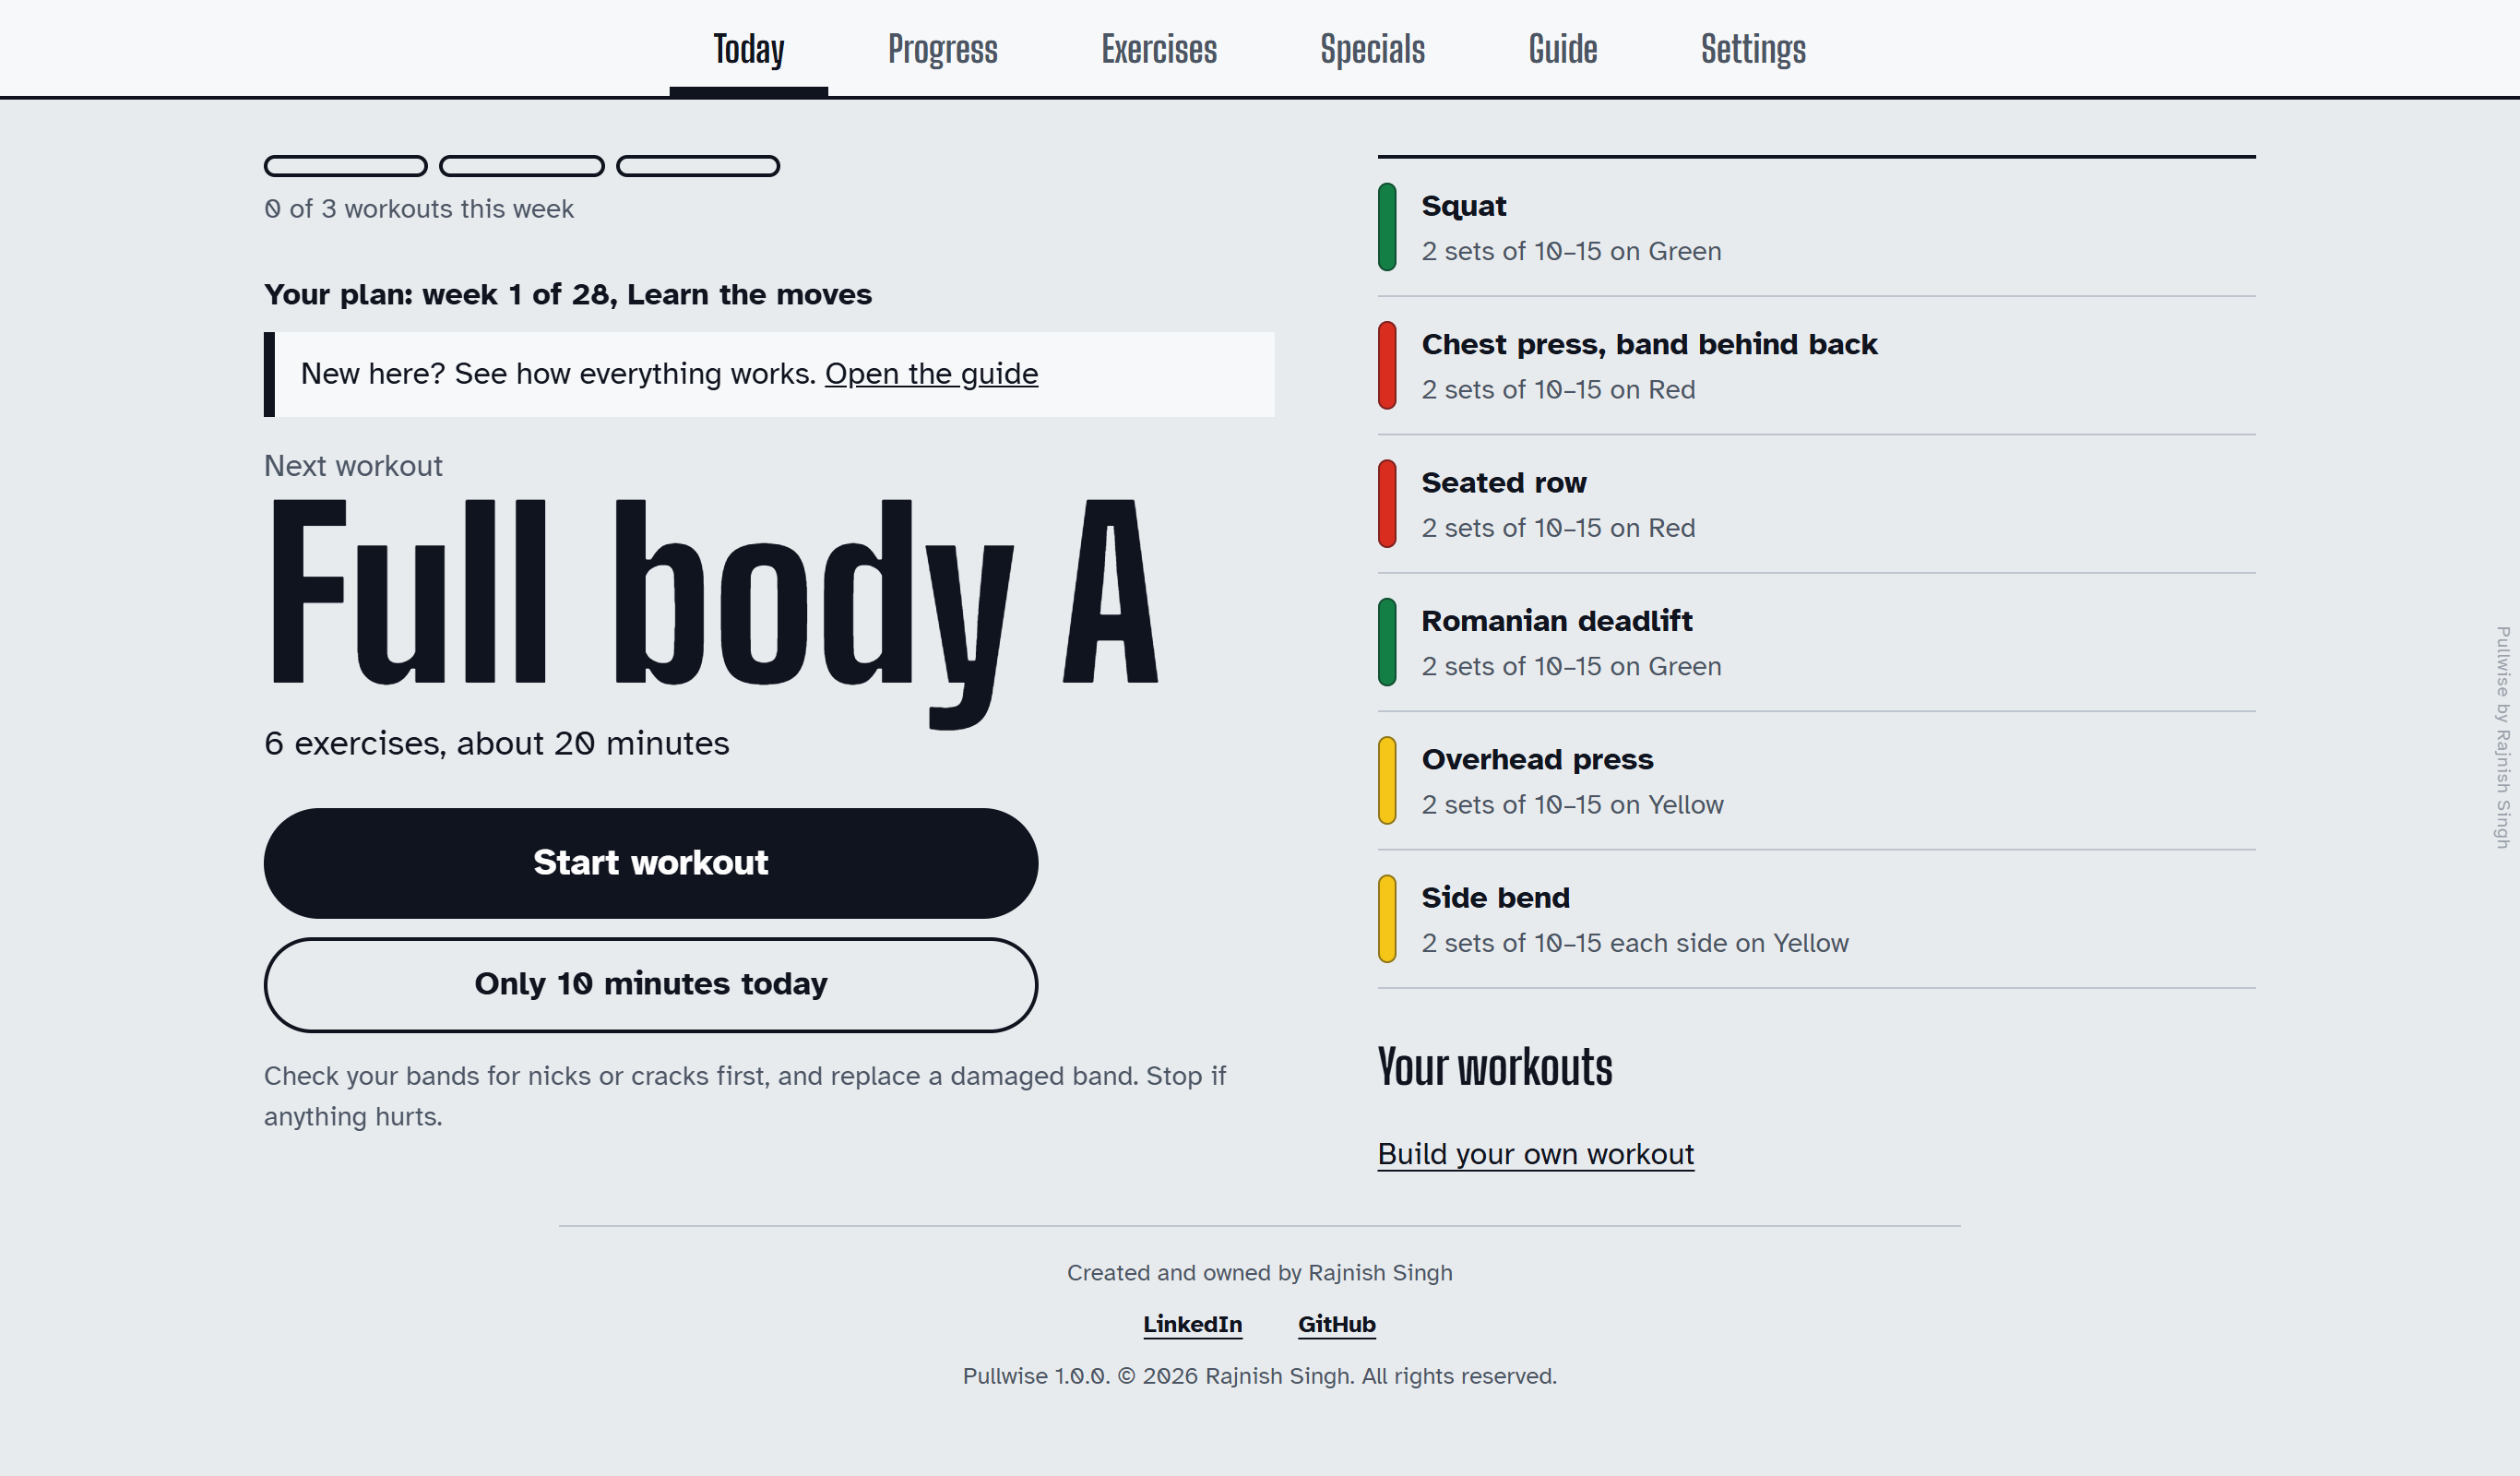 Today
Progress
Exercises
Specials
Guide
Settings
0 of 3 workouts this week
Your plan: week 1 of 28, Learn the moves
New here? See how everything works. Open the guide
Next workout
Full body A
6 exercises, about 20 minutes
Start workout
Only 10 minutes today
Check your bands for nicks or cracks first, and replace a damaged band. Stop if
anything hurts.
Squat
2 sets of 10–15 on Green
Chest press, band behind back
2 sets of 10–15 on Red
Seated row
2 sets of 10–15 on Red
Romanian deadlift
2 sets of 10–15 on Green
Overhead press
2 sets of 10–15 on Yellow
Side bend
2 sets of 10–15 each side on Yellow
Your workouts
Build your own workout
Created and owned by Rajnish Singh
LinkedIn
GitHub
Pullwise 1.0.0. © 2026 Rajnish Singh. All rights reserved.
Pullwise by Rajnish Singh